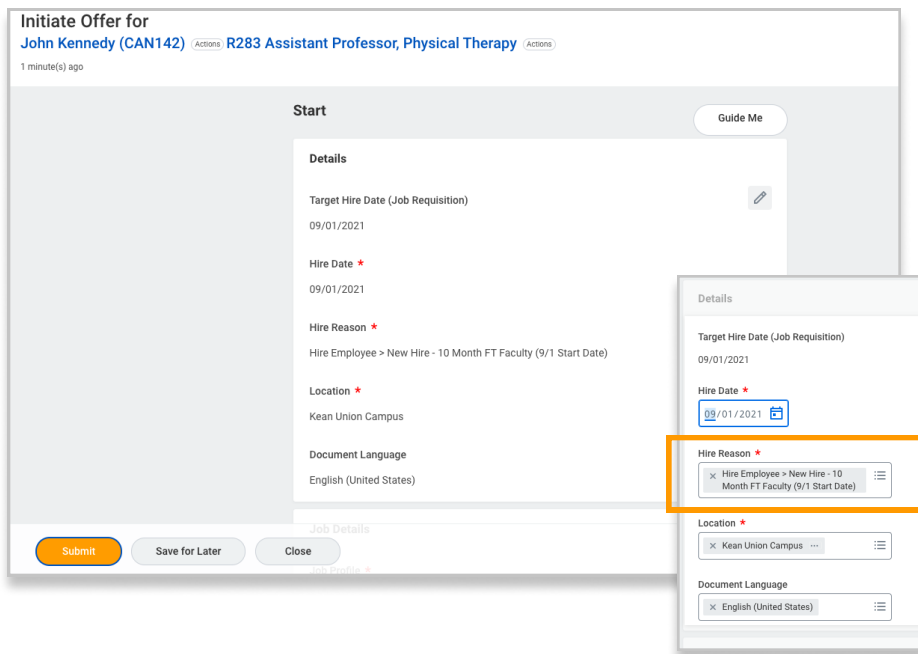 Initiate Offer for
John Kennedy (CAN142) Actions R283 Assistant Professor, Physical Therapy Actions
1 minute(s) ago
Start
Guide Me
Details
Target Hire Date (Job Requisition)
09/01/2021
Hire Date *
09/01/2021
Hire Reason *
Hire Employee > New Hire - 10 Month FT Faculty (9/1 Start Date)
Location *
Kean Union Campus
Document Language
English (United States)
Job Details
Job Profile *
Submit
Save for Later
Close
Details
Target Hire Date (Job Requisition)
09/01/2021
Hire Date *
09/01/2021
Hire Reason *
× Hire Employee > New Hire - 10
Month FT Faculty (9/1 Start Date)
Location *
× Kean Union Campus ...
Document Language
× English (United States)